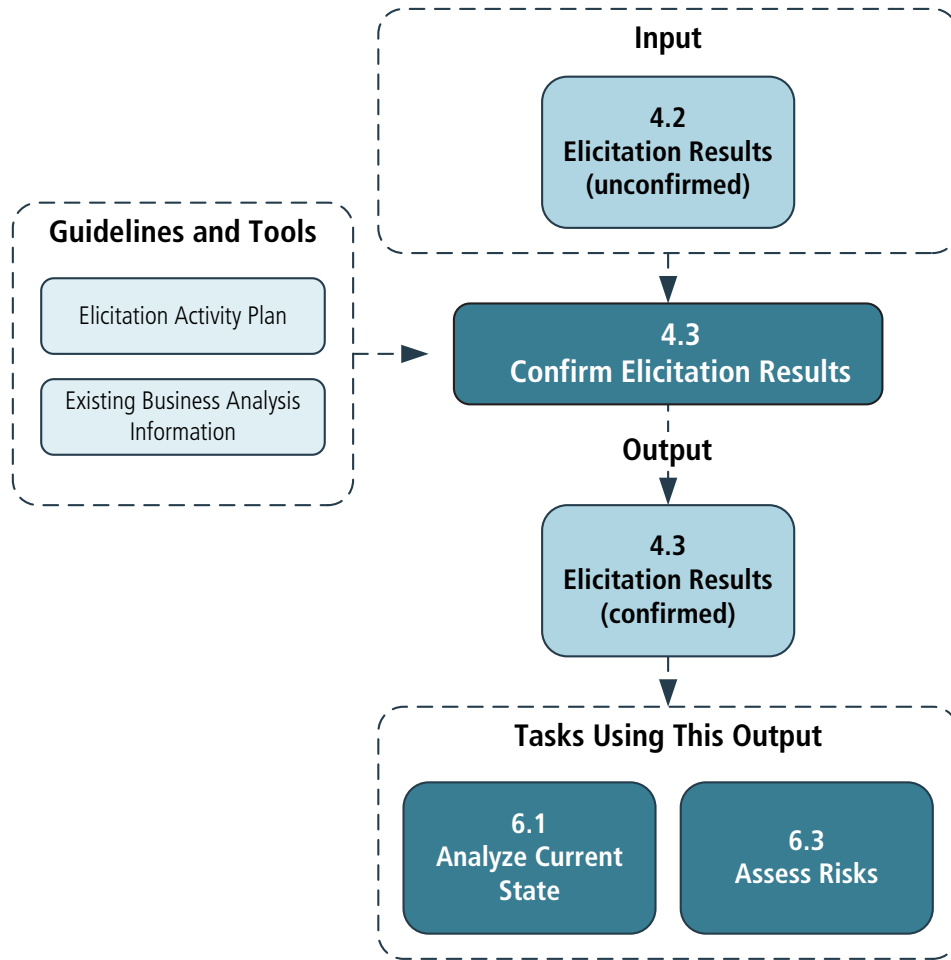 Input
4.2
Elicitation Results
(unconfirmed)
Guidelines and Tools
Elicitation Activity Plan
Existing Business Analysis
Information
4.3
Confirm Elicitation Results
Output
4.3
Elicitation Results
(confirmed)
Tasks Using This Output
6.1
Analyze Current
State
6.3
Assess Risks